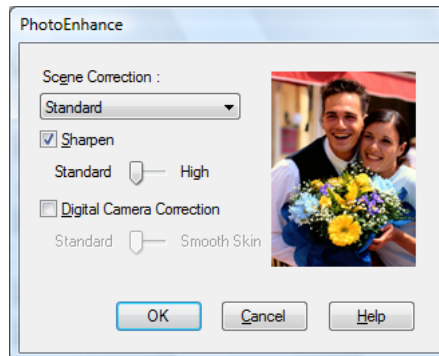 PhotoEnhance
Scene Correction :
Standard
Sharpen
Standard High
Digital Camera Correction
Standard Smooth Skin
OK Cancel Help